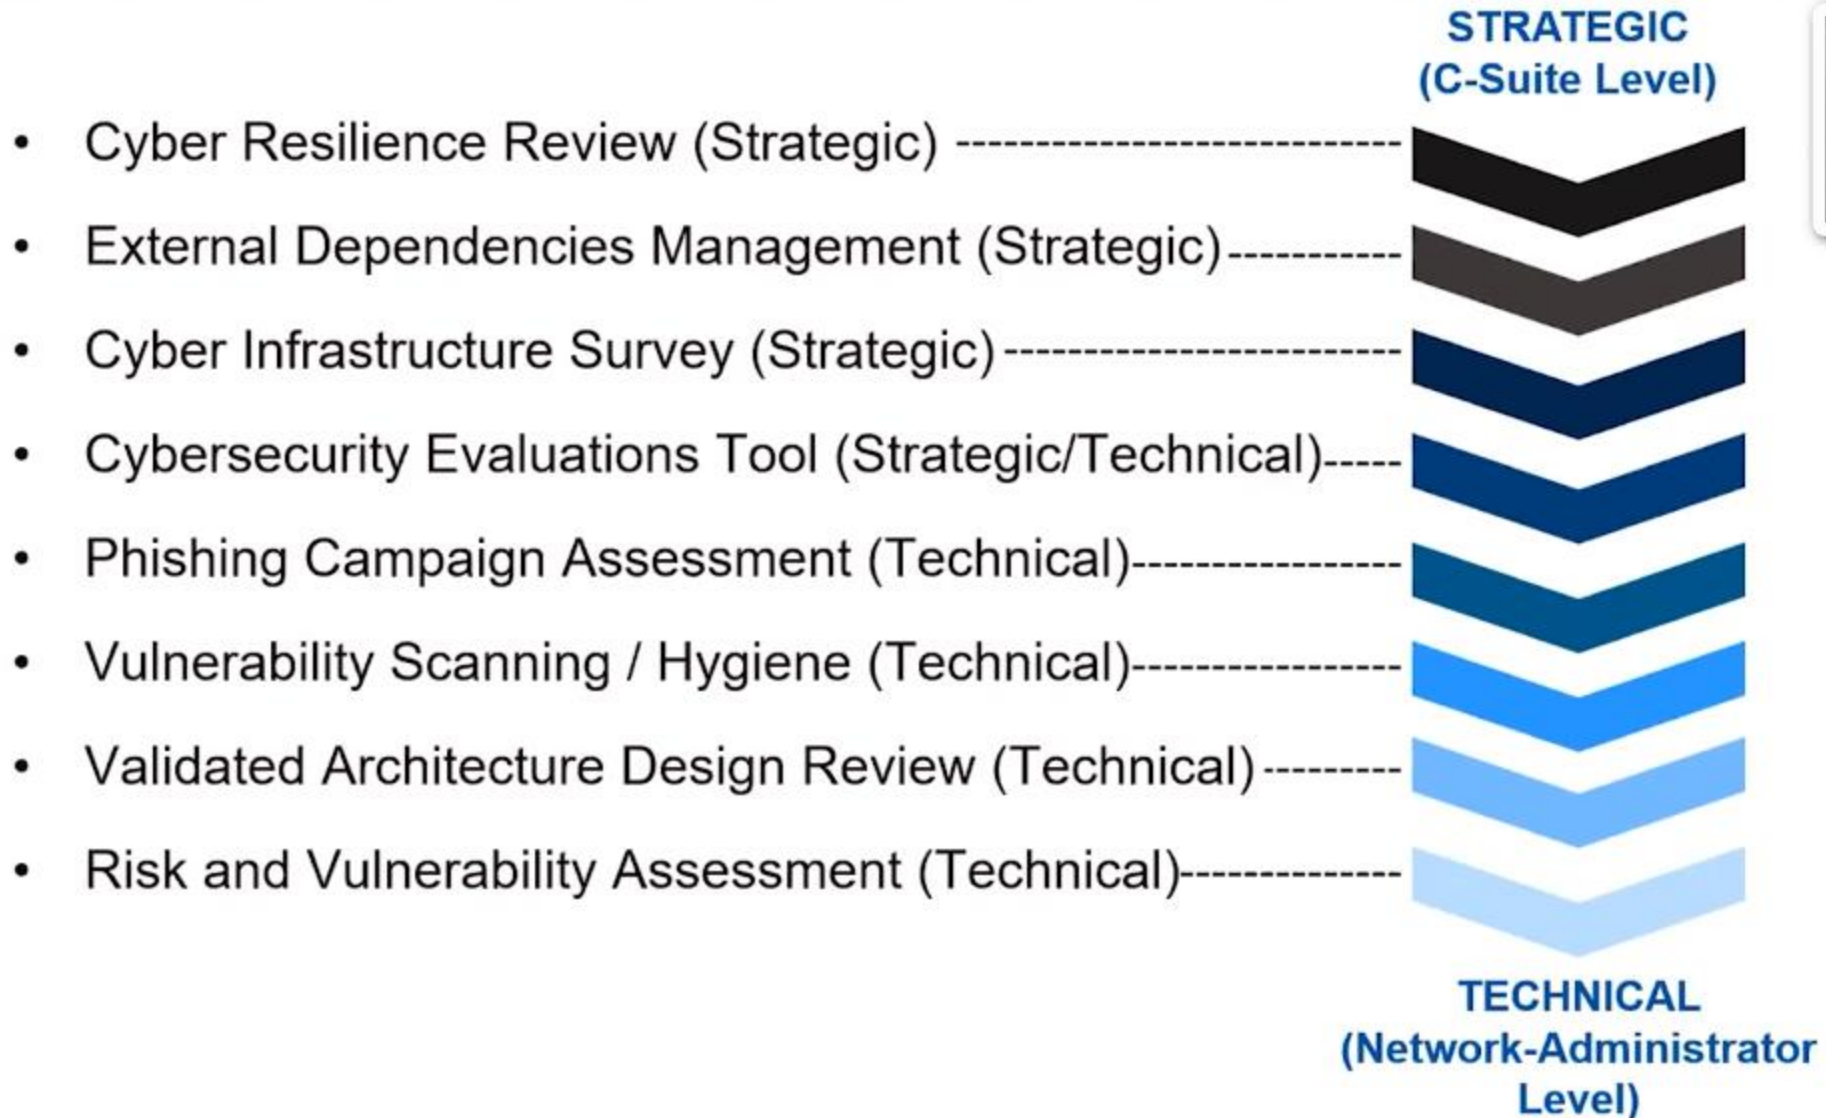 STRATEGIC
(C-Suite Level)
• Cyber Resilience Review (Strategic) ----------------------------
• External Dependencies Management (Strategic)-----------
• Cyber Infrastructure Survey (Strategic)-------------------------
• Cybersecurity Evaluations Tool (Strategic/Technical)-----
• Phishing Campaign Assessment (Technical)-----------------
• Vulnerability Scanning / Hygiene (Technical)-----------------
• Validated Architecture Design Review (Technical)---------
• Risk and Vulnerability Assessment (Technical)--------------
TECHNICAL
(Network-Administrator
Level)